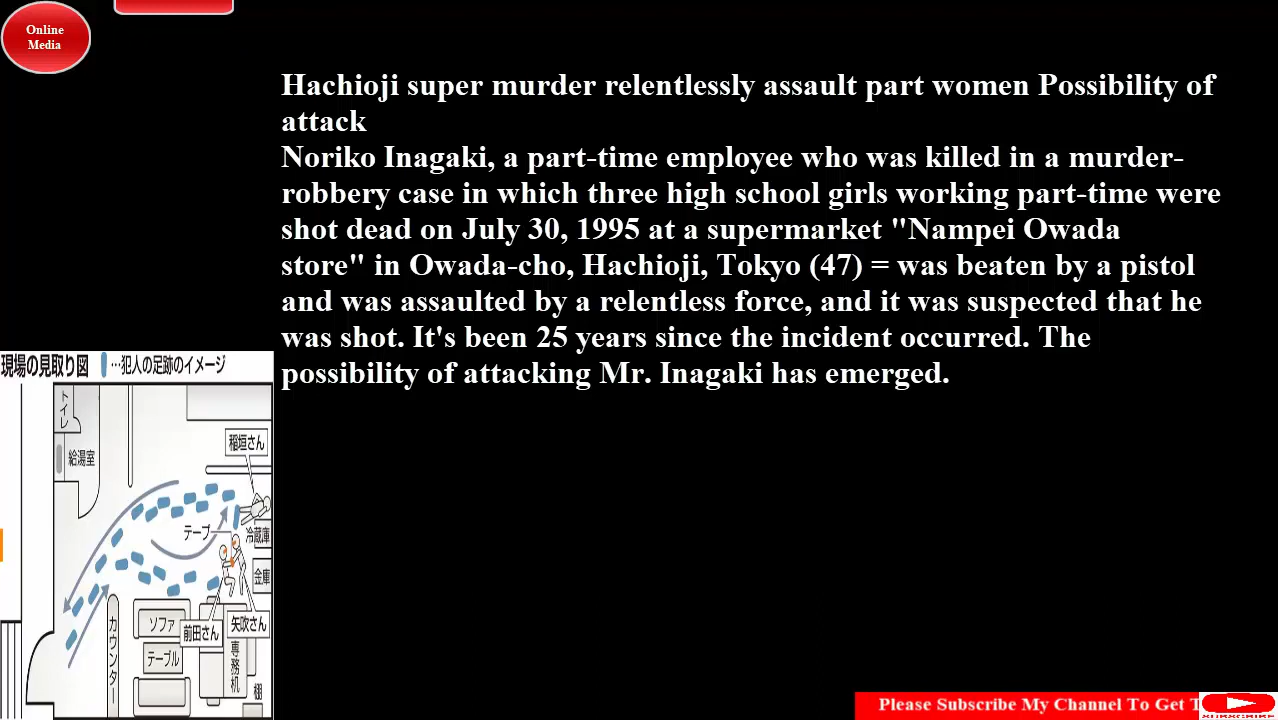 Online
Media
Hachioji super murder relentlessly assault part women Possibility of
attack
Noriko Inagaki, a part-time employee who was killed in a murder-
robbery case in which three high school girls working part-time were
shot dead on July 30, 1995 at a supermarket "Nampei Owada
store" in Owada-cho, Hachioji, Tokyo (47) = was beaten by a pistol
and was assaulted by a relentless force, and it was suspected that he
was shot. It's been 25 years since the incident occurred. The
possibility of attacking Mr. Inagaki has emerged.
現場の見取り図 …犯人の足跡のイメージ
トイレ
給湯室
稲垣さん
テープ
冷蔵庫
金庫
カウンター
ソファ
前田さん
矢吹さん
テーブル
専務机
棚
Please Subscribe My Channel To Get
SUBSCRIBE